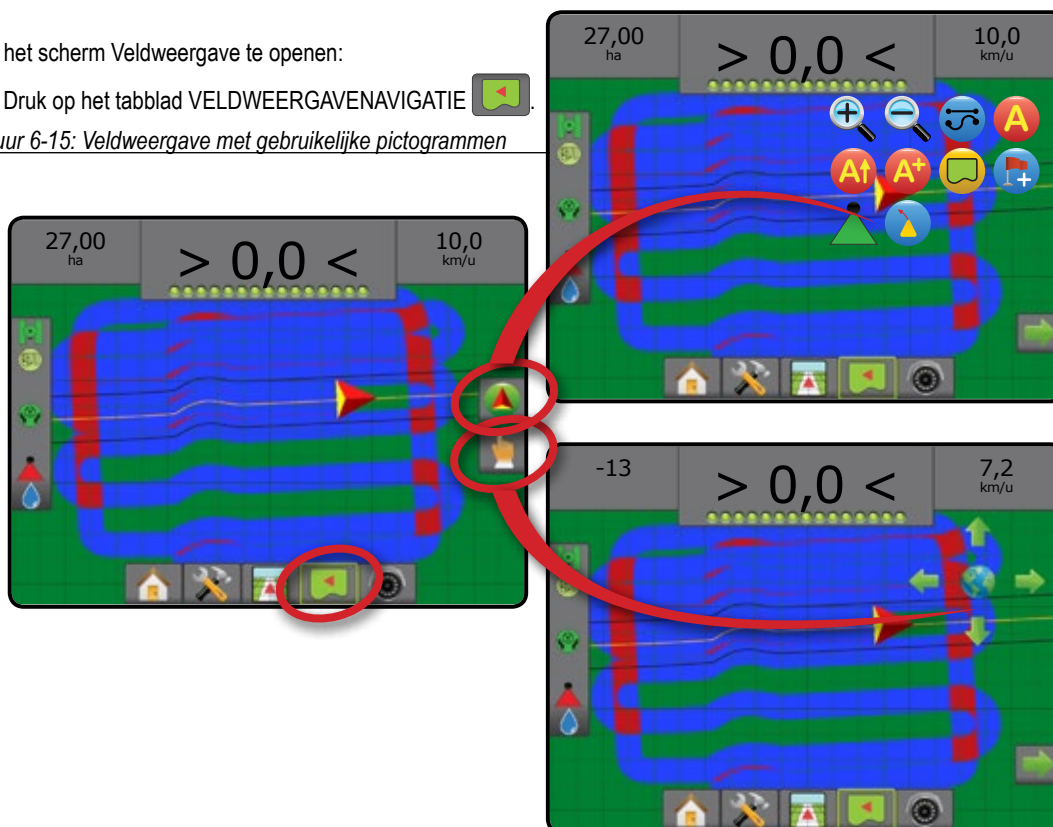 het scherm Veldweergave te openen:
Druk op het tabblad VELDWEERGAVENAVIGATIE .
uur 6-15: Veldweergave met gebruikelijke pictogrammen
27,00
ha
> 0,0 <
10,0
km/u
27,00
ha
> 0,0 <
10,0
km/u
A
A
A+
-13
> 0,0 <
7,2
km/u